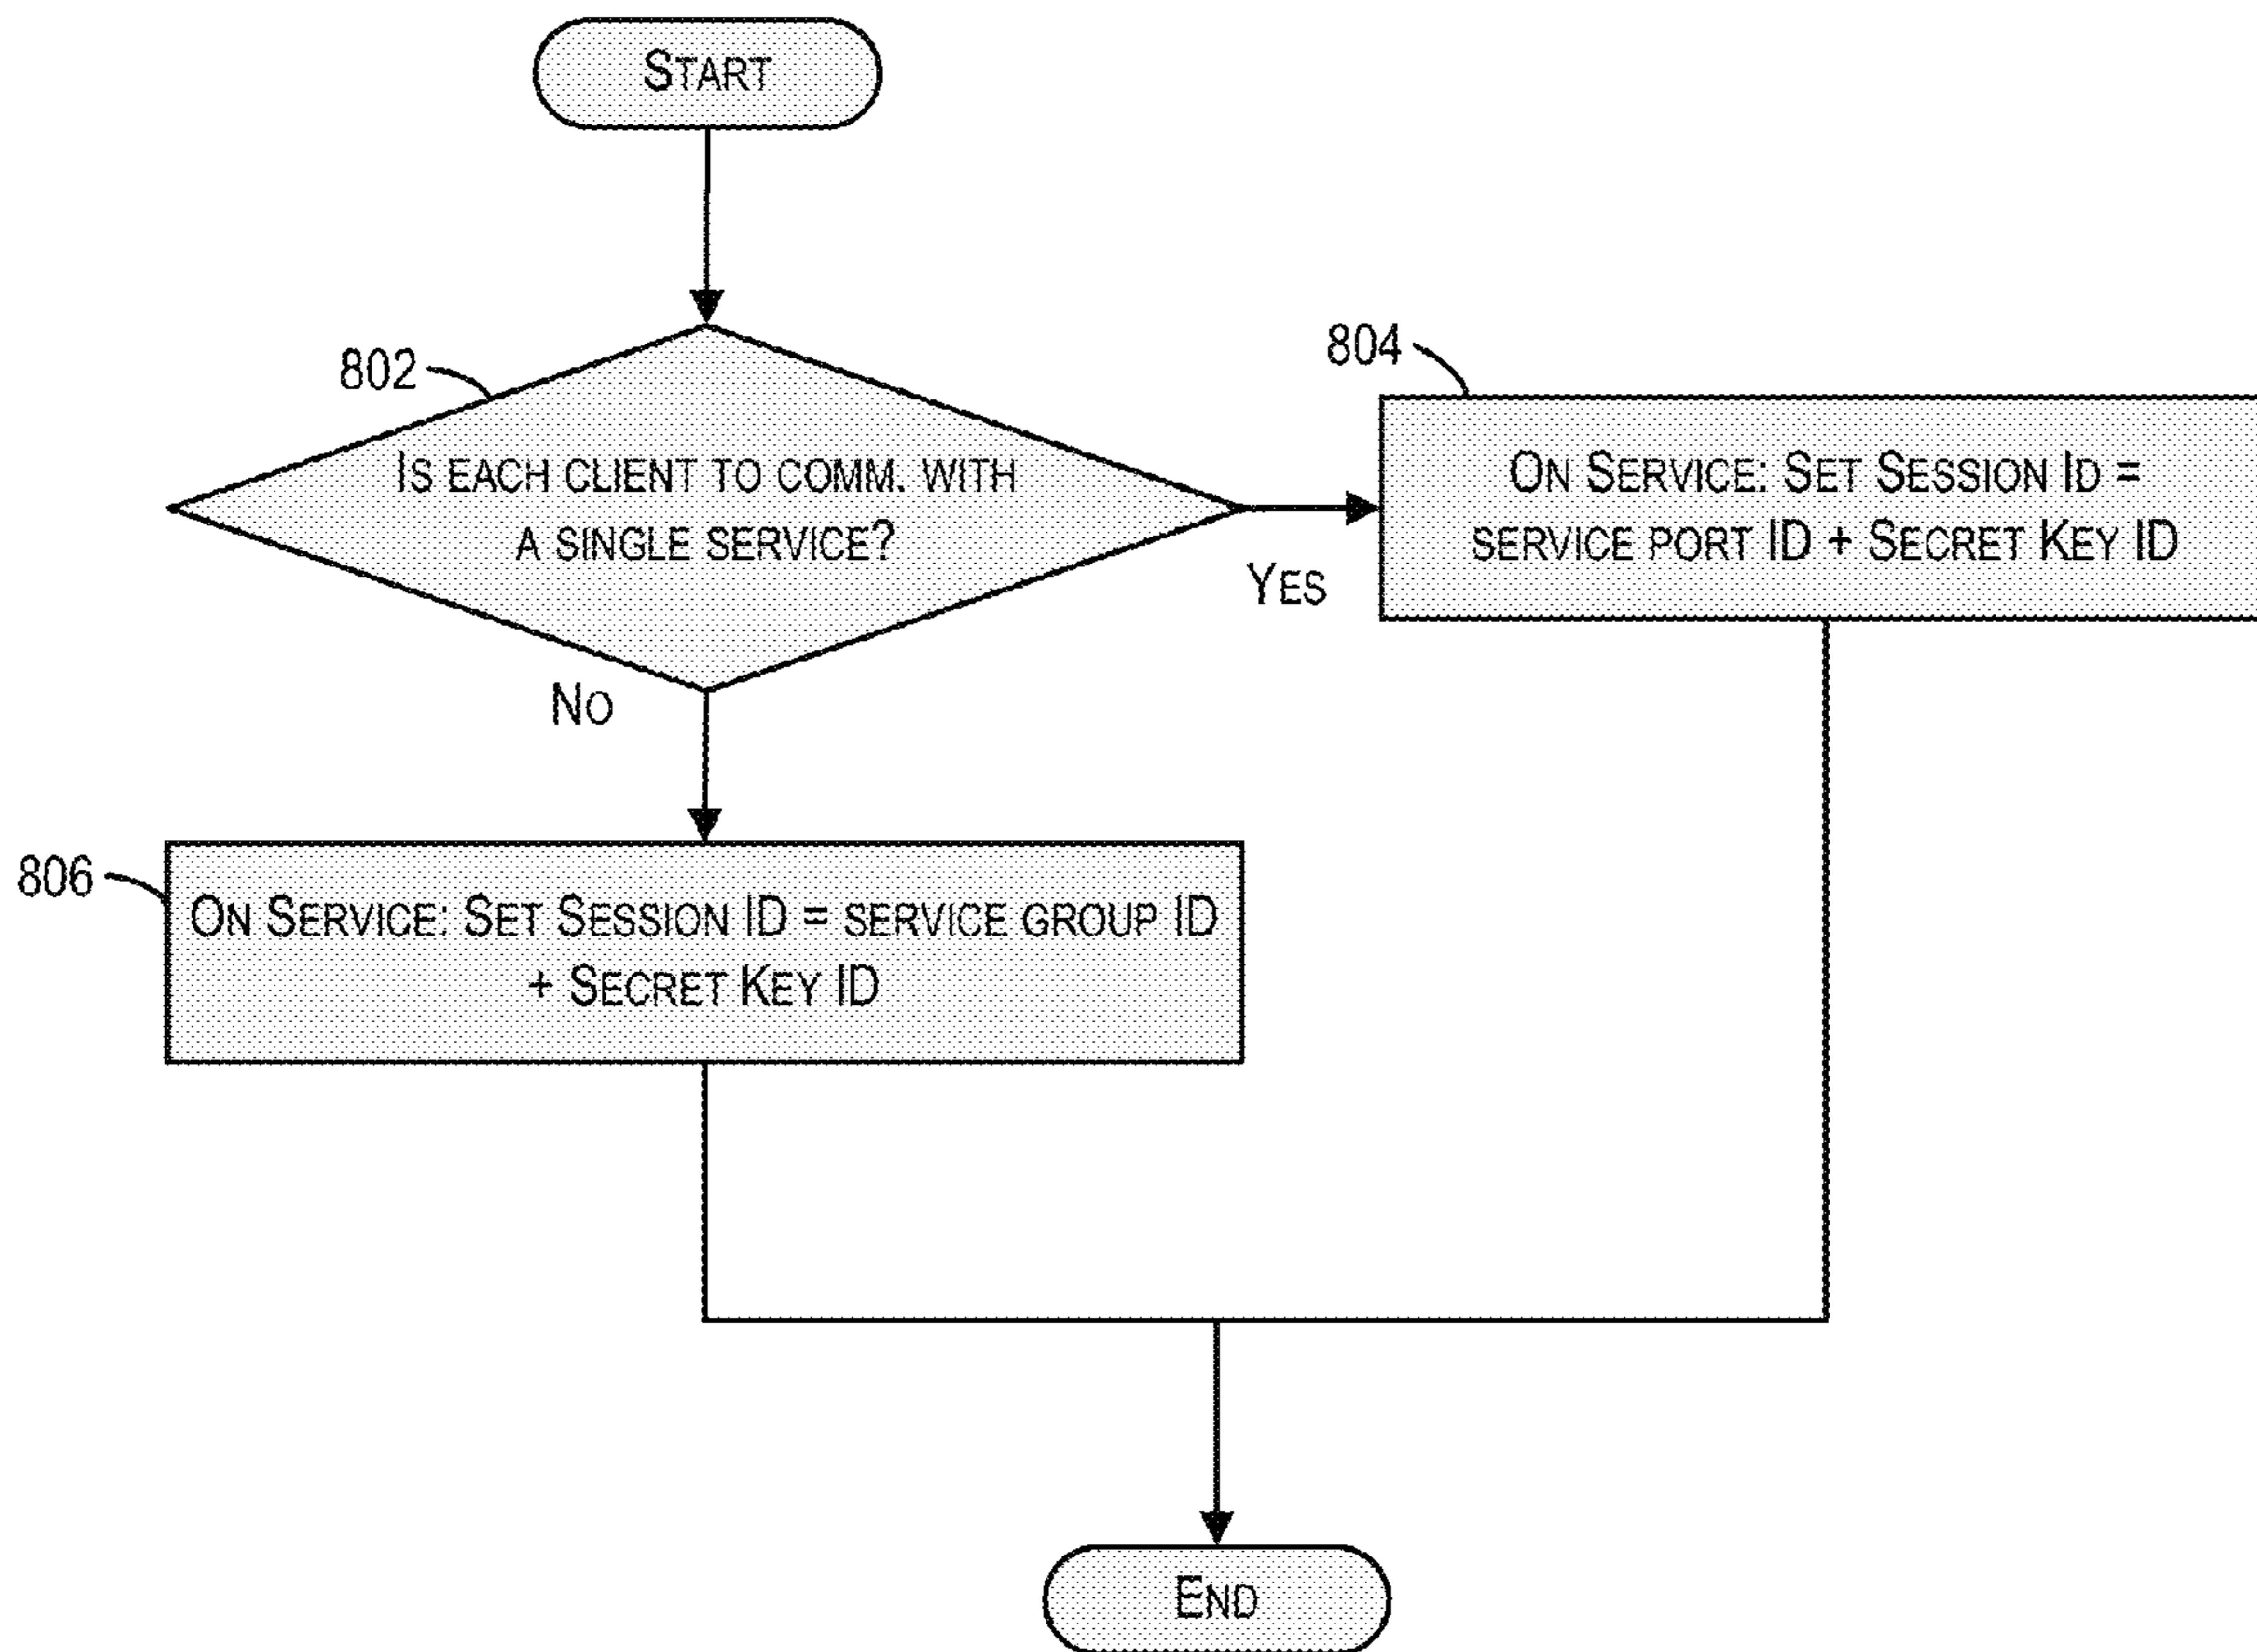 START
802
IS EACH CLIENT TO COMM. WITH
A SINGLE SERVICE?
YES
804
ON SERVICE: SET SESSION ID =
SERVICE PORT ID + SECRET KEY ID
NO
806
ON SERVICE: SET SESSION ID = SERVICE GROUP ID
+ SECRET KEY ID
END